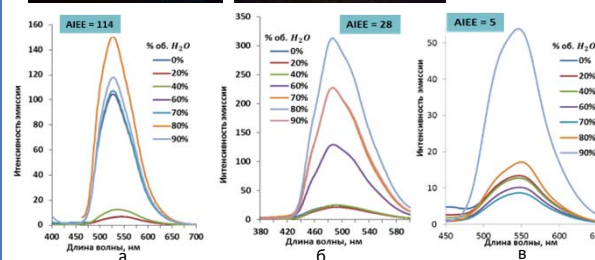 AIEE = 114
160
140
120
100
80
60
40
20
0
Итенсивность эмиссии
% об. H₂O
0%
20%
40%
60%
70%
80%
90%
400 450 500 550 600 650 700
Длина волны, нм
а
AIEE = 28
350
300
250
200
150
100
50
0
Интенсивность эмиссии
% об. H₂O
0%
20%
40%
60%
70%
80%
90%
380 420 460 500 540 580
Длина волны, нм
б
AIEE = 5
50
40
30
20
10
0
Интенсивность эмиссии
% об. H₂O
0%
20%
40%
60%
70%
80%
90%
450 500 550 600
Длина волны, нм
в